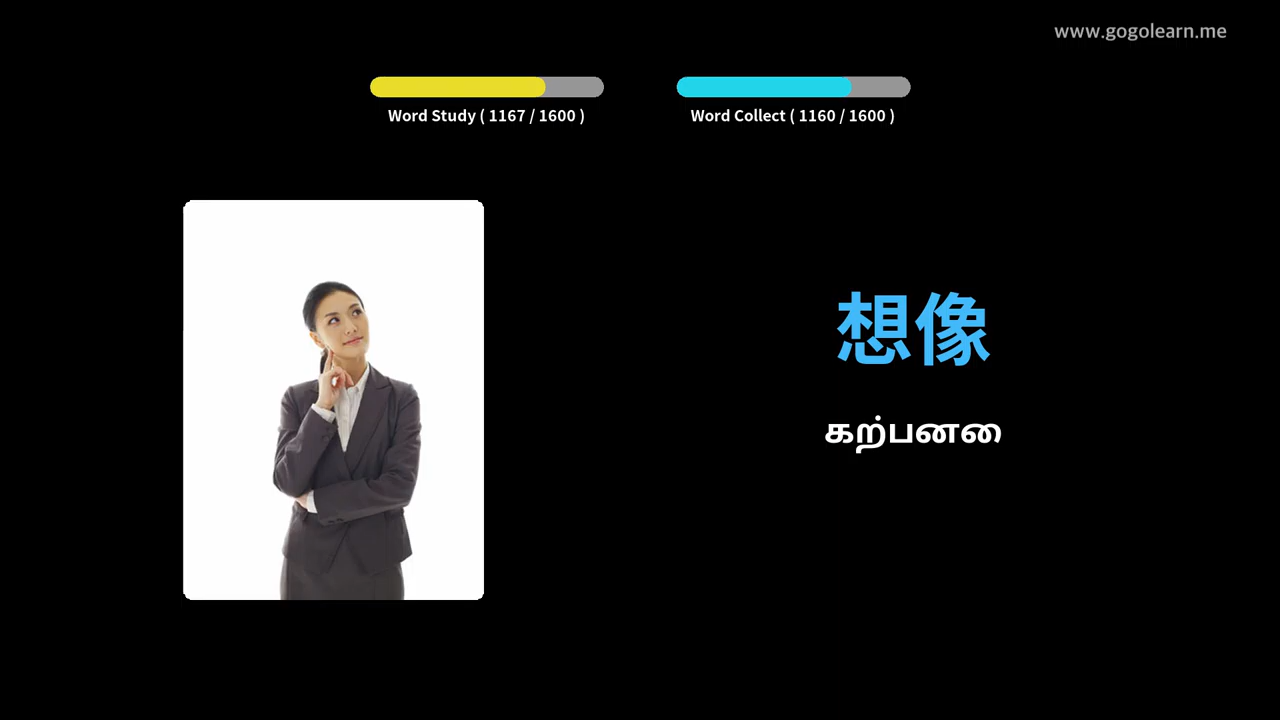 www.gogolearn.me
Word Study ( 1167 / 1600 )
Word Collect ( 1160 / 1600 )
想像
கற்பனை